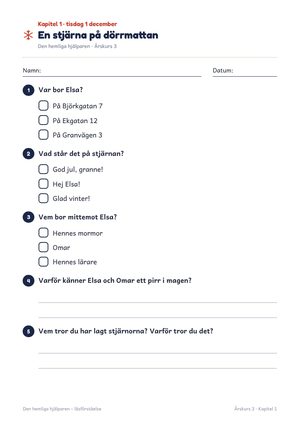 Kapitel 1 · tisdag 1 december
En stjärna på dörrmattan
Den hemliga hjälparen · Årskurs 3
Namn:
Datum:
1 Var bor Elsa?
På Björkgatan 7
På Ekgatan 12
På Granvägen 3
2 Vad står det på stjärnan?
God jul, granne!
Hej Elsa!
Glad vinter!
3 Vem bor mittemot Elsa?
Hennes mormor
Omar
Hennes lärare
4 Varför känner Elsa och Omar ett pirr i magen?
5 Vem tror du har lagt stjärnorna? Varför tror du det?
Den hemliga hjälparen – läsförståelse
Årskurs 3 · Kapitel 1